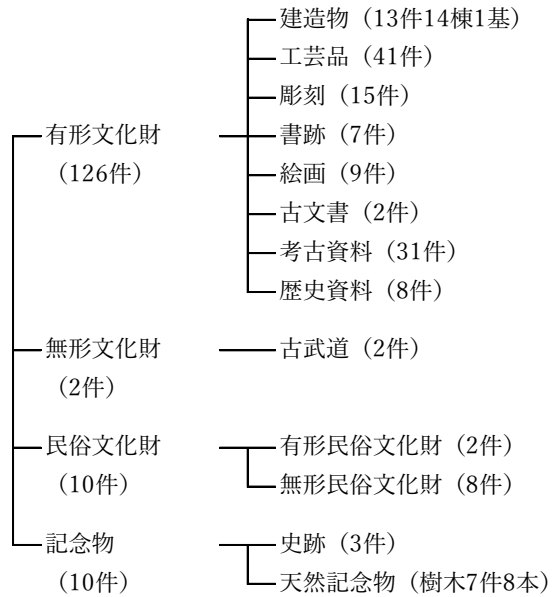 建造物（13件14棟1基）
工芸品（41件）
彫刻（15件）
有形文化財
（126件）
書跡（7件）
絵画（9件）
古文書（2件）
考古資料（31件）
歴史資料（8件）
無形文化財
（2件）
古武道（2件）
民俗文化財
（10件）
有形民俗文化財（2件）
無形民俗文化財（8件）
記念物
（10件）
史跡（3件）
天然記念物（樹木7件8本）